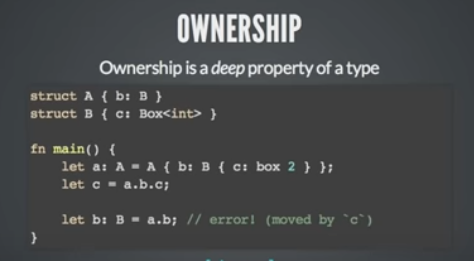 OWNERSHIP
Ownership is a deep property of a type
struct A { b: B }
struct B { c: Box<int> }
fn main() {
    let a: A = A { b: B { c: box 2 } };
    let c = a.b.c;
    let b: B = a.b; // error! (moved by `c`)
}